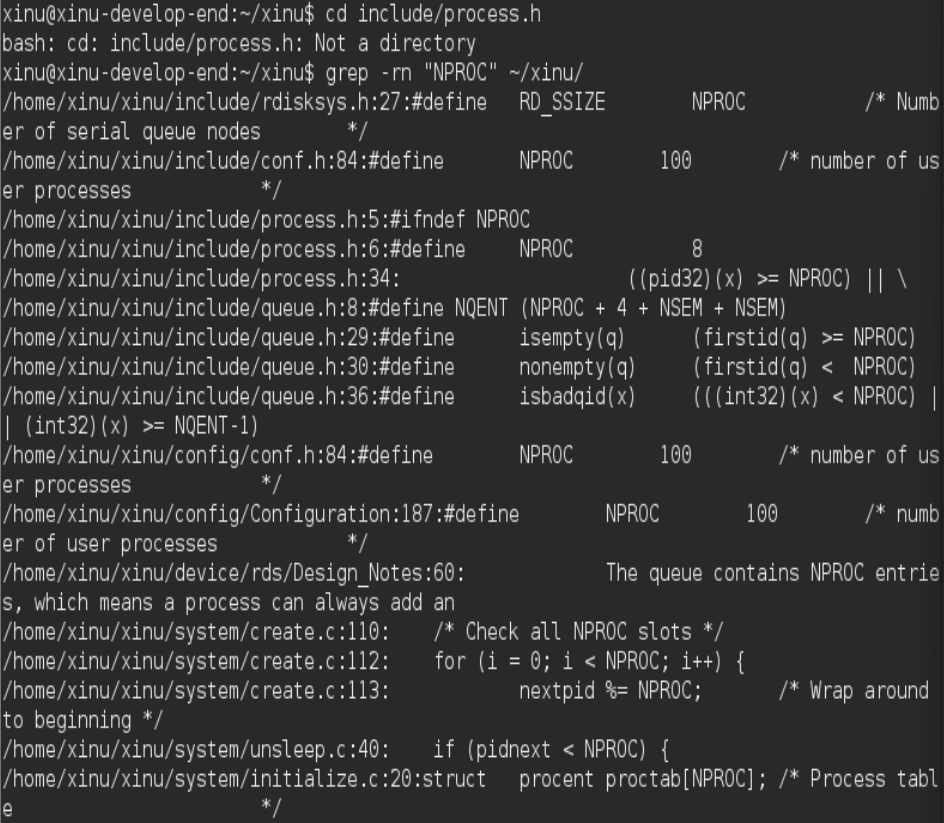 xinu@xinu-develop-end:~/xinu$ cd include/process.h
bash: cd: include/process.h: Not a directory
xinu@xinu-develop-end:~/xinu$ grep -rn "NPROC" ~/xinu/
/home/xinu/xinu/include/rdisksys.h:27:#define   RD_SSIZE        NPROC           /* Numb
er of serial queue nodes        */
/home/xinu/xinu/include/conf.h:84:#define       NPROC        100        /* number of us
er processes            */
/home/xinu/xinu/include/process.h:5:#ifndef NPROC
/home/xinu/xinu/include/process.h:6:#define     NPROC           8
/home/xinu/xinu/include/process.h:34:                     ((pid32)(x) >= NPROC) || \
/home/xinu/xinu/include/queue.h:8:#define NQENT (NPROC + 4 + NSEM + NSEM)
/home/xinu/xinu/include/queue.h:29:#define      isempty(q)      (firstid(q) >= NPROC)
/home/xinu/xinu/include/queue.h:30:#define      nonempty(q)     (firstid(q) <  NPROC)
/home/xinu/xinu/include/queue.h:36:#define      isbadqid(x)     (((int32)(x) < NPROC) |
| (int32)(x) >= NQENT-1)
/home/xinu/xinu/config/conf.h:84:#define        NPROC        100        /* number of us
er processes            */
/home/xinu/xinu/config/Configuration:187:#define        NPROC        100        /* numb
er of user processes            */
/home/xinu/xinu/device/rds/Design_Notes:60:             The queue contains NPROC entrie
s, which means a process can always add an
/home/xinu/xinu/system/create.c:110:    /* Check all NPROC slots */
/home/xinu/xinu/system/create.c:112:    for (i = 0; i < NPROC; i++) {
/home/xinu/xinu/system/create.c:113:            nextpid %= NPROC;       /* Wrap around
to beginning */
/home/xinu/xinu/system/unsleep.c:40:    if (pidnext < NPROC) {
/home/xinu/xinu/system/initialize.c:20:struct   procent proctab[NPROC]; /* Process tabl
e                       */